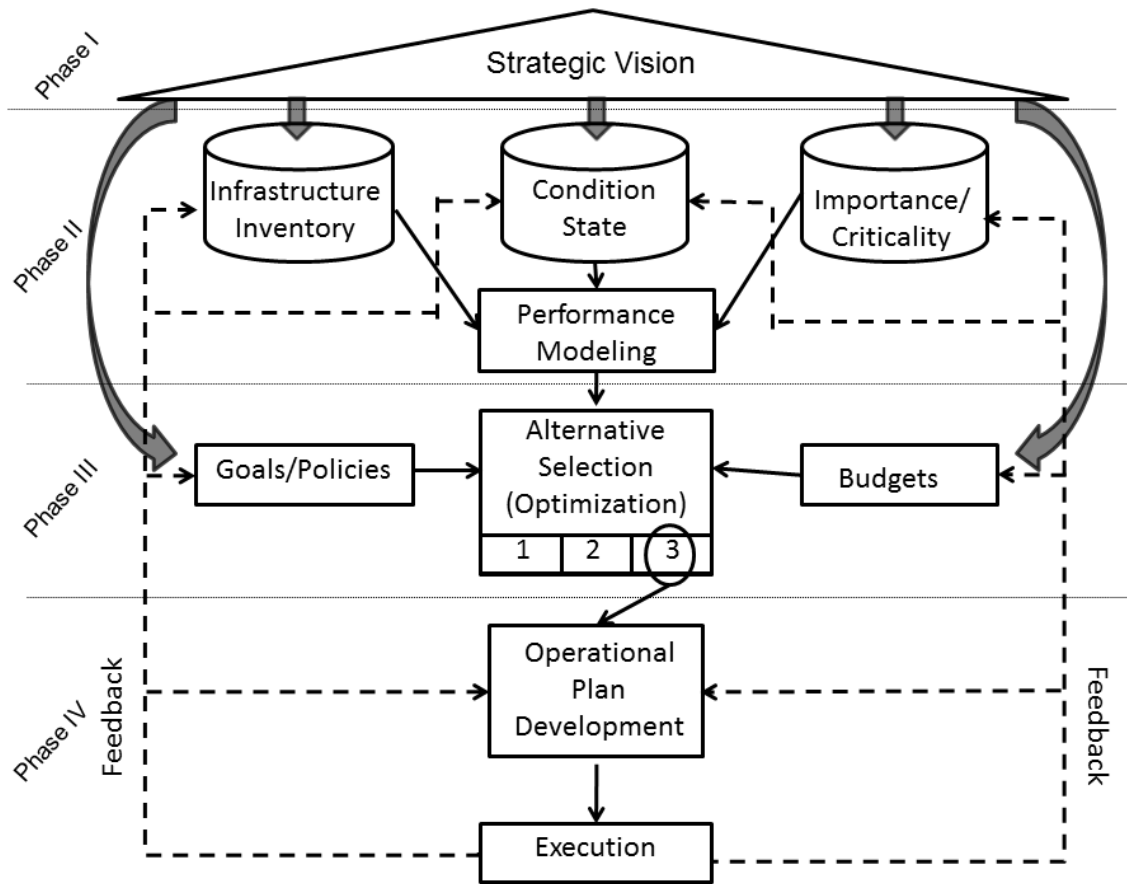 Phase I
Strategic Vision
Phase II
Infrastructure
Inventory
Condition
State
Importance/
Criticality
Performance
Modeling
Phase III
Goals/Policies
Alternative
Selection
(Optimization)
1 2 3
Budgets
Phase IV
Feedback
Operational
Plan
Development
Feedback
Execution